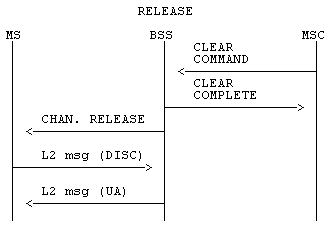 RELEASE
MS BSS MSC
CLEAR
COMMAND
CLEAR
COMPLETE
CHAN. RELEASE
L2 msg (DISC)
L2 msg (UA)